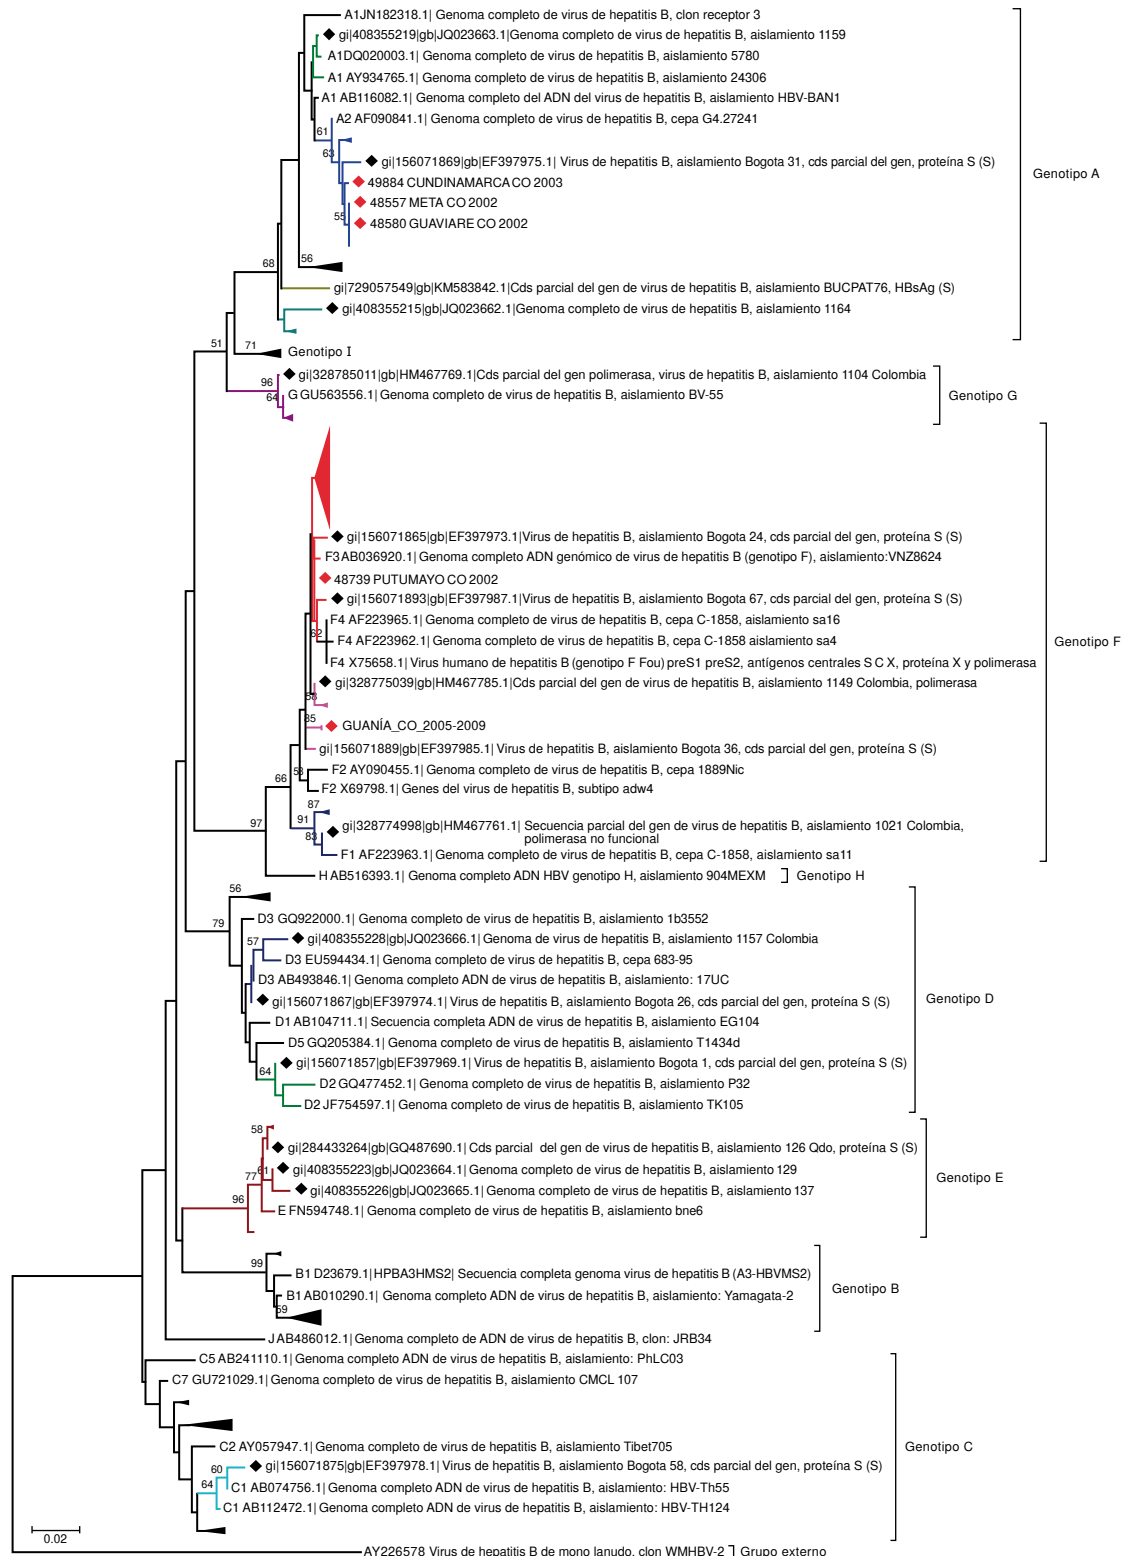 A1JN182318.1| Genoma completo de virus de hepatitis B, clon receptor 3
gi|408355219|gb|JQ023663.1|Genoma completo de virus de hepatitis B, aislamiento 1159
A1DQ020003.1| Genoma completo de virus de hepatitis B, aislamiento 5780
A1 AY934765.1| Genoma completo de virus de hepatitis B, aislamiento 24306
A1 AB116082.1| Genoma completo del ADN del virus de hepatitis B, aislamiento HBV-BAN1
A2 AF090841.1| Genoma completo de virus de hepatitis B, cepa G4.27241
61
63
gi|156071869|gb|EF397975.1| Virus de hepatitis B, aislamiento Bogota 31, cds parcial del gen, proteína S (S)
Genotipo A
49884 CUNDINAMARCA CO 2003
48557 META CO 2002
55
48580 GUAVIARE CO 2002
56
68
gi|729057549|gb|KM583842.1|Cds parcial del gen de virus de hepatitis B, aislamiento BUCPAT76, HBsAg (S)
gi|408355215|gb|JQ023662.1|Genoma completo de virus de hepatitis B, aislamiento 1164
51
71
Genotipo I
96
gi|328785011|gb|HM467769.1|Cds parcial del gen polimerasa, virus de hepatitis B, aislamiento 1104 Colombia
64
G GU563556.1| Genoma completo de virus de hepatitis B, aislamiento BV-55
Genotipo G
gi|156071865|gb|EF397973.1|Virus de hepatitis B, aislamiento Bogota 24, cds parcial del gen, proteína S (S)
F3AB036920.1| Genoma completo ADN genómico de virus de hepatitis B (genotipo F), aislamiento:VNZ8624
48739 PUTUMAYO CO 2002
gi|156071893|gb|EF397987.1|Virus de hepatitis B, aislamiento Bogota 67, cds parcial del gen, proteína S (S)
F4 AF223965.1| Genoma completo de virus de hepatitis B, cepa C-1858, aislamiento sa16
62
F4 AF223962.1| Genoma completo de virus de hepatitis B, cepa C-1858 aislamiento sa4
Genotipo F
F4 X75658.1| Virus humano de hepatitis B (genotipo F Fou) preS1 preS2, antígenos centrales S C X, proteína X y polimerasa
gi|328775039|gb|HM467785.1|Cds parcial del gen de virus de hepatitis B, aislamiento 1149 Colombia, polimerasa
85
GUANÍA_CO_2005-2009
gi|156071889|gb|EF397985.1| Virus de hepatitis B, aislamiento Bogota 36, cds parcial del gen, proteína S (S)
F2 AY090455.1| Genoma completo de virus de hepatitis B, cepa 1889Nic
66
F2 X69798.1| Genes del virus de hepatitis B, subtipo adw4
87
91
97
83
gi|328774998|gb|HM467761.1| Secuencia parcial del gen de virus de hepatitis B, aislamiento 1021 Colombia,
polimerasa no funcional
F1 AF223963.1| Genoma completo de virus de hepatitis B, cepa C-1858, aislamiento sa11
H AB516393.1| Genoma completo ADN HBV genotipo H, aislamiento 904MEXM
Genotipo H
56
79
D3 GQ922000.1| Genoma completo de virus de hepatitis B, aislamiento 1b3552
57
gi|408355228|gb|JQ023666.1| Genoma de virus de hepatitis B, aislamiento 1157 Colombia
D3 EU594434.1| Genoma completo de virus de hepatitis B, cepa 683-95
D3 AB493846.1| Genoma completo ADN de virus de hepatitis B, aislamiento: 17UC
gi|156071867|gb|EF397974.1| Virus de hepatitis B, aislamiento Bogota 26, cds parcial del gen, proteína S (S)
Genotipo D
D1 AB104711.1| Secuencia completa ADN de virus de hepatitis B, aislamiento EG104
D5 GQ205384.1| Genoma completo de virus de hepatitis B, aislamiento T1434d
gi|156071857|gb|EF397969.1| Virus de hepatitis B, aislamiento Bogota 1, cds parcial del gen, proteína S (S)
64
D2 GQ477452.1| Genoma completo de virus de hepatitis B, aislamiento P32
D2 JF754597.1| Genoma completo de virus de hepatitis B, aislamiento TK105
58
gi|284433264|gb|GQ487690.1| Cds parcial del gen de virus de hepatitis B, aislamiento 126 Qdo, proteína S (S)
77
61
gi|408355223|gb|JQ023664.1| Genoma completo de virus de hepatitis B, aislamiento 129
Genotipo E
gi|408355226|gb|JQ023665.1| Genoma completo de virus de hepatitis B, aislamiento 137
96
E FN594748.1| Genoma completo de virus de hepatitis B, aislamiento bne6
99
B1 D23679.1|HPBA3HMS2| Secuencia completa genoma virus de hepatitis B (A3-HBVMS2)
Genotipo B
B1 AB010290.1| Genoma completo ADN de virus de hepatitis B, aislamiento: Yamagata-2
59
J AB486012.1| Genoma completo de ADN de virus de hepatitis B, clon: JRB34
C5 AB241110.1| Genoma completo ADN de virus de hepatitis B, aislamiento: PhLC03
C7 GU721029.1| Genoma completo de virus de hepatitis B, aislamiento CMCL 107
C2 AY057947.1| Genoma completo de virus de hepatitis B, aislamiento Tibet705
Genotipo C
60
gi|156071875|gb|EF397978.1| Virus de hepatitis B, aislamiento Bogota 58, cds parcial del gen, proteína S (S)
64
C1 AB074756.1| Genoma completo ADN de virus de hepatitis B, aislamiento: HBV-Th55
C1 AB112472.1| Genoma completo ADN de virus de hepatitis B, aislamiento: HBV-TH124
0.02
AY226578 Virus de hepatitis B de mono lanudo, clon WMHBV-2
Grupo externo